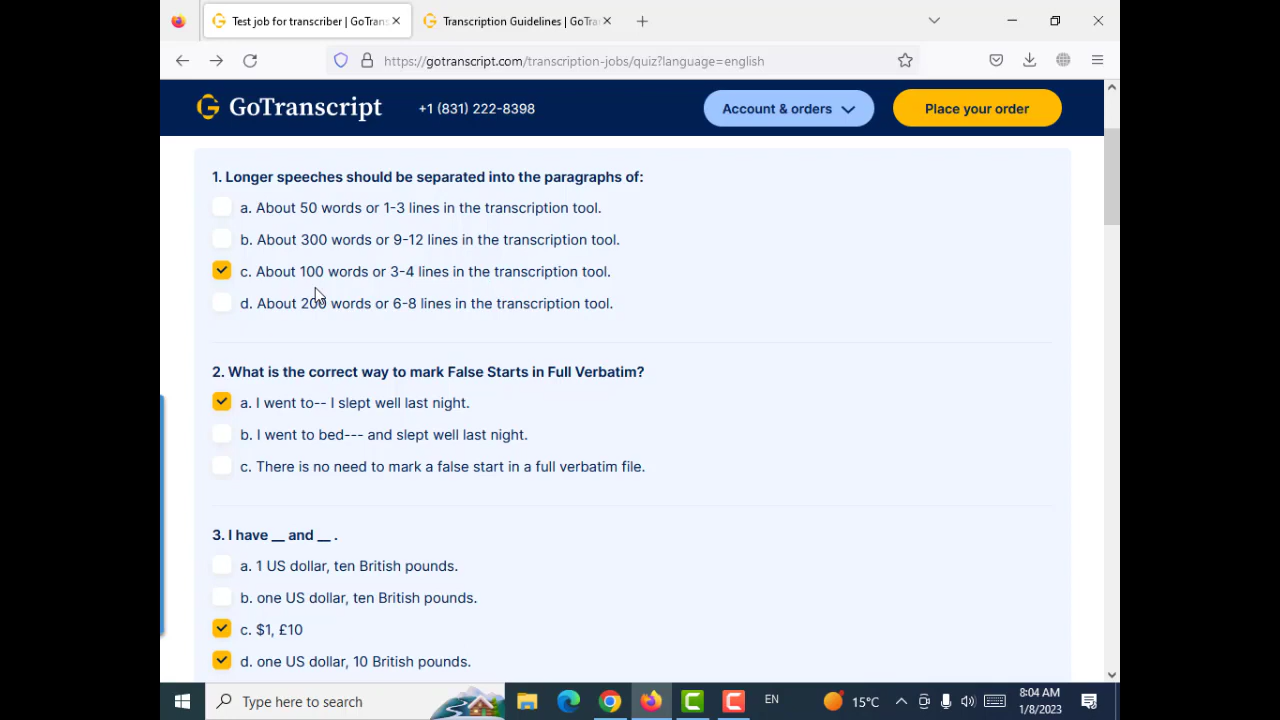 Test job for transcriber | GoTrans
Transcription Guidelines | GoTra
https://gotranscript.com/transcription-jobs/quiz?language=english
GoTranscript
+1 (831) 222-8398
Account & orders
Place your order
1. Longer speeches should be separated into the paragraphs of:
a. About 50 words or 1-3 lines in the transcription tool.
b. About 300 words or 9-12 lines in the transcription tool.
c. About 100 words or 3-4 lines in the transcription tool.
d. About 200 words or 6-8 lines in the transcription tool.
2. What is the correct way to mark False Starts in Full Verbatim?
a. I went to-- I slept well last night.
b. I went to bed--- and slept well last night.
c. There is no need to mark a false start in a full verbatim file.
3. I have __ and __ .
a. 1 US dollar, ten British pounds.
b. one US dollar, ten British pounds.
c. $1, £10
d. one US dollar, 10 British pounds.
Type here to search
EN
15°C
8:04 AM
1/8/2023